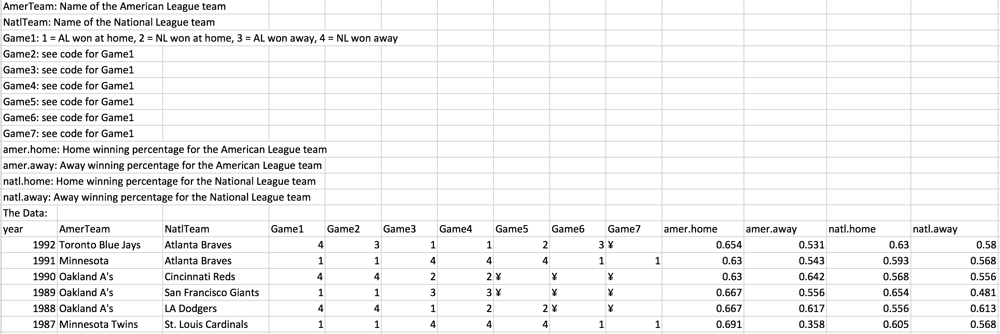 AmerTeam: Name of the American League team
NatlTeam: Name of the National League team
Game1: 1 = AL won at home, 2 = NL won at home, 3 = AL won away, 4 = NL won away
Game2: see code for Game1
Game3: see code for Game1
Game4: see code for Game1
Game5: see code for Game1
Game6: see code for Game1
Game7: see code for Game1
amer.home: Home winning percentage for the American League team
amer.away: Away winning percentage for the American League team
natl.home: Home winning percentage for the National League team
natl.away: Away winning percentage for the National League team
The Data:
year AmerTeam NatlTeam Game1 Game2 Game3 Game4 Game5 Game6 Game7 amer.home amer.away natl.home natl.away
1992 Toronto Blue Jays Atlanta Braves 4 3 1 1 2 3 ¥ 0.654 0.531 0.63 0.58
1991 Minnesota Atlanta Braves 1 1 4 4 4 1 1 0.63 0.543 0.593 0.568
1990 Oakland A's Cincinnati Reds 4 4 2 2 ¥ ¥ ¥ 0.63 0.642 0.568 0.556
1989 Oakland A's San Francisco Giants 1 1 3 3 ¥ ¥ ¥ 0.667 0.556 0.654 0.481
1988 Oakland A's LA Dodgers 4 4 1 2 2 ¥ ¥ 0.667 0.617 0.556 0.613
1987 Minnesota Twins St. Louis Cardinals 1 1 4 4 4 1 1 0.691 0.358 0.605 0.568